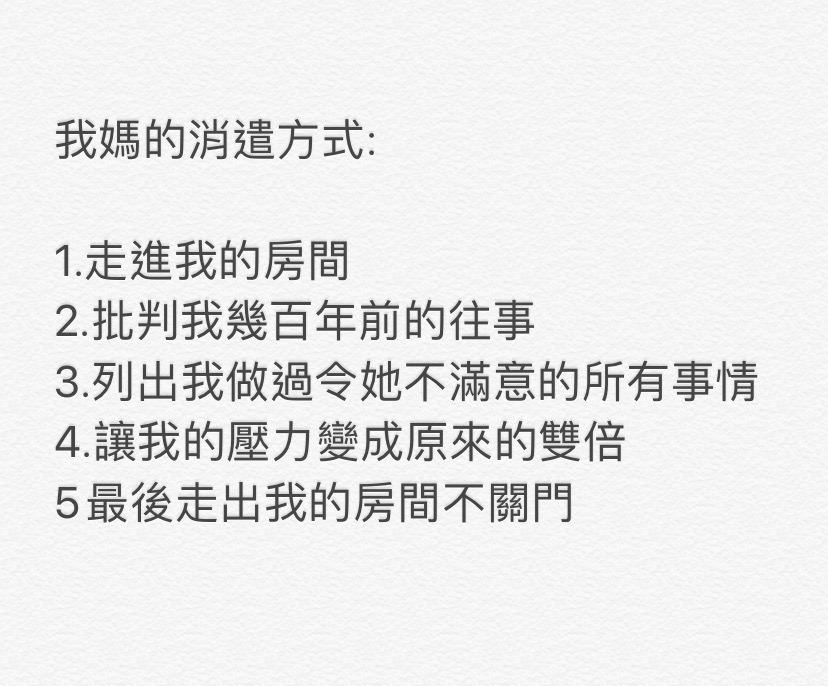 我媽的消遣方式:
1.走進我的房間
2.批判我幾百年前的往事
3.列出我做過令她不滿意的所有事情
4.讓我的壓力變成原來的雙倍
5最後走出我的房間不關門